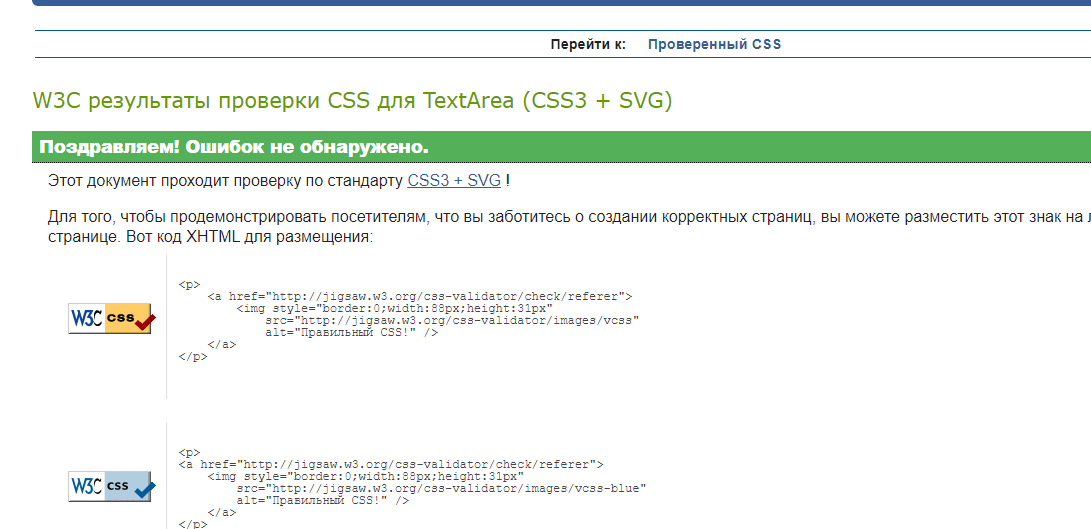 Перейти к: Проверенный CSS
W3C результаты проверки CSS для TextArea (CSS3 + SVG)
Поздравляем! Ошибок не обнаружено.
Этот документ проходит проверку по стандарту CSS3 + SVG !
Для того, чтобы продемонстрировать посетителям, что вы заботитесь о создании корректных страниц, вы можете разместить этот знак на
странице. Вот код XHTML для размещения:
<p>
<a href="http://jigsaw.w3.org/css-validator/check/referer">
<img style="border:0;width:88px;height:31px"
src="http://jigsaw.w3.org/css-validator/images/vcss"
alt="Правильный CSS!" />
</a>
</p>
W3C css
<p>
<a href="http://jigsaw.w3.org/css-validator/check/referer">
<img style="border:0;width:88px;height:31px"
src="http://jigsaw.w3.org/css-validator/images/vcss-blue"
alt="Правильный CSS!" />
</a>
</p>
W3C css